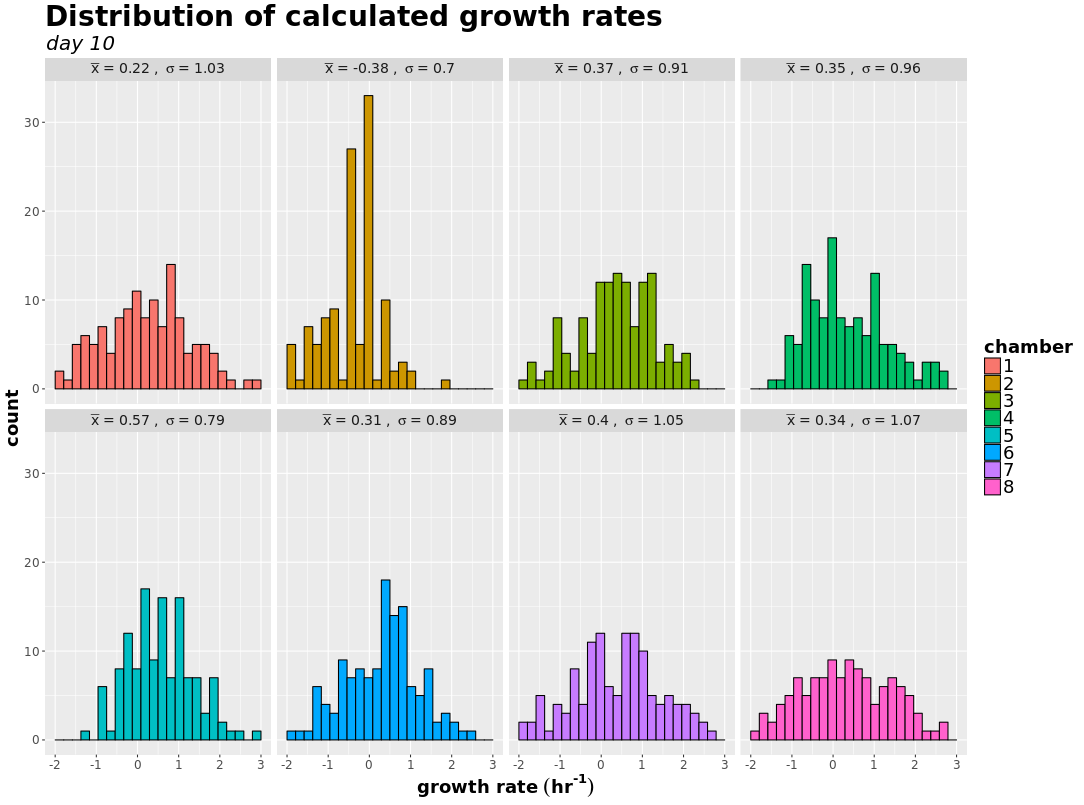 Distribution of calculated growth rates
day 10
x̅ = 0.22 , σ = 1.03
x̅ = -0.38 , σ = 0.7
x̅ = 0.37 , σ = 0.91
x̅ = 0.35 , σ = 0.96
30
20
10
0
x̅ = 0.57 , σ = 0.79
x̅ = 0.31 , σ = 0.89
x̅ = 0.4 , σ = 1.05
x̅ = 0.34 , σ = 1.07
30
20
10
0
-2 -1 0 1 2 3
-2 -1 0 1 2 3
-2 -1 0 1 2 3
-2 -1 0 1 2 3
count
growth rate (hr⁻¹)
chamber
1
2
3
4
5
6
7
8